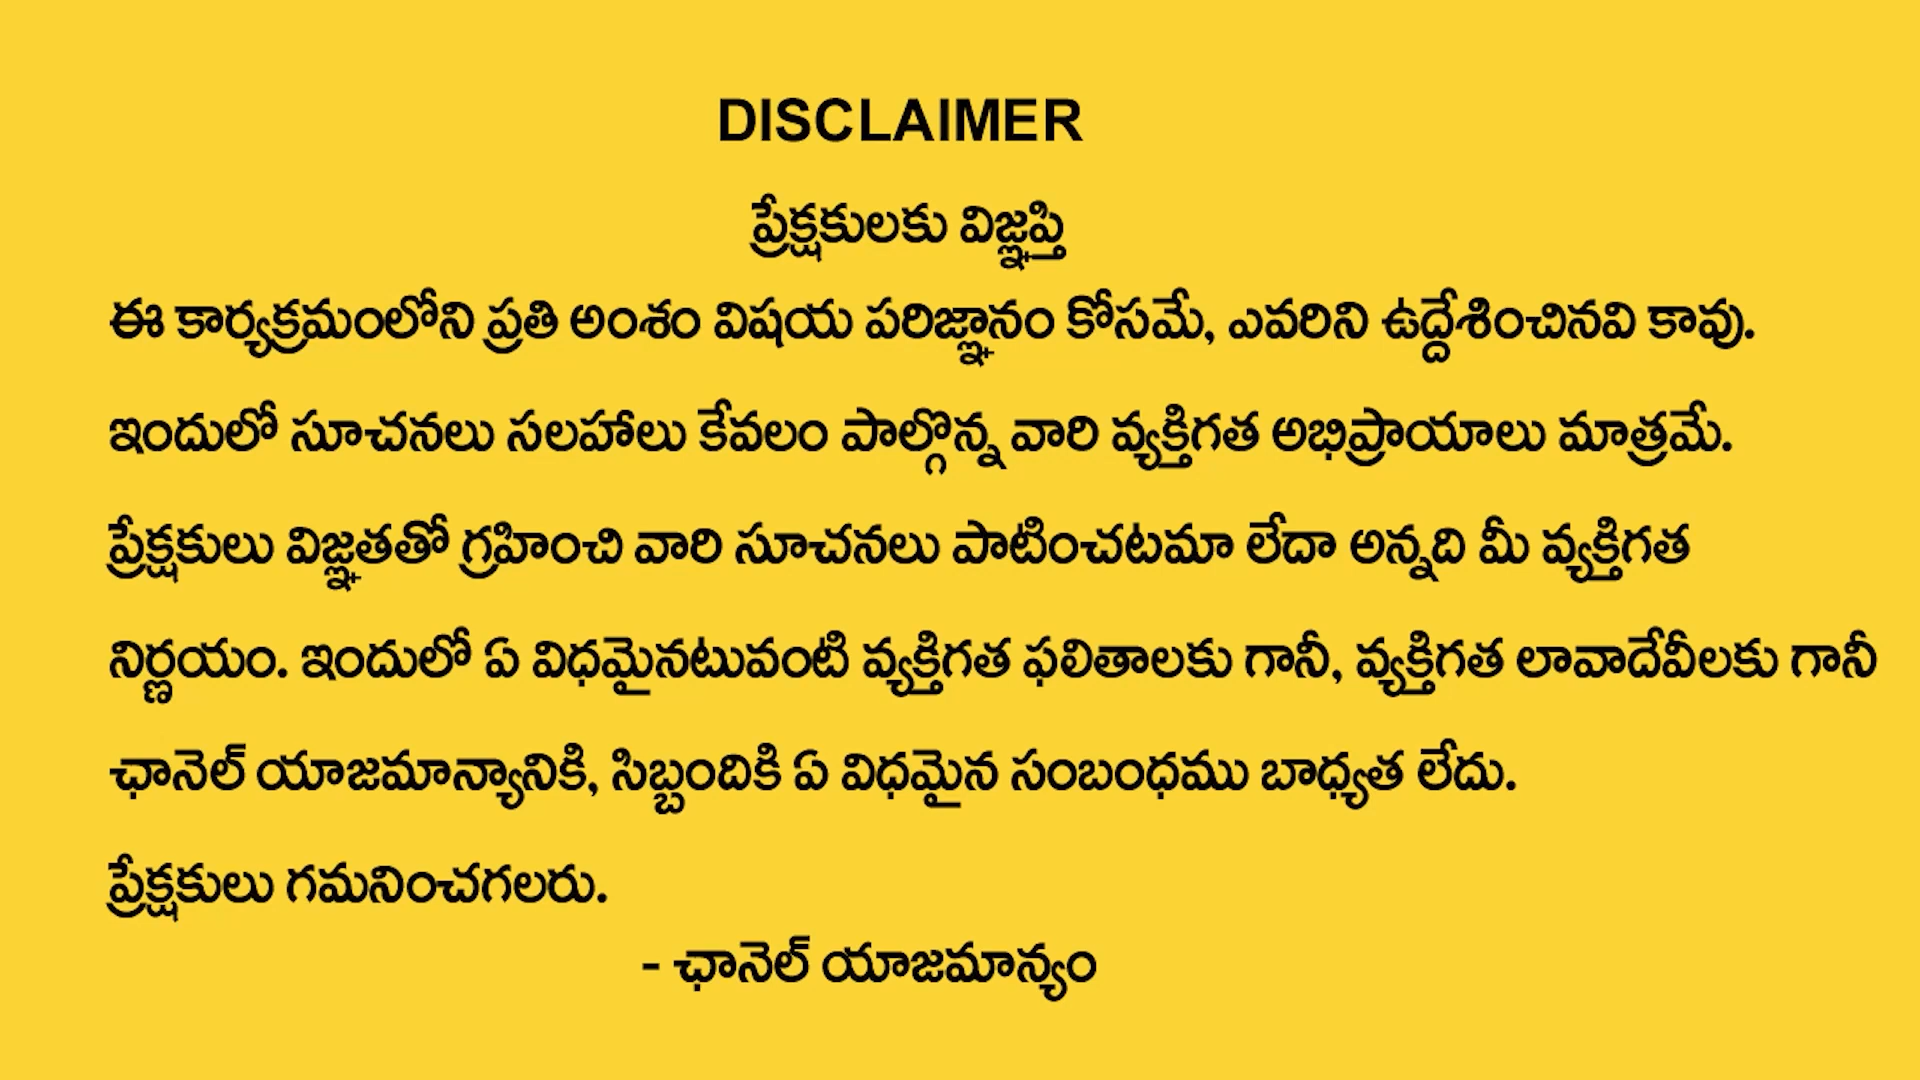 DISCLAIMER
ప్రేక్షకులకు విజ్ఞప్తి
ఈ కార్యక్రమంలోని ప్రతి అంశం విషయ పరిజ్ఞానం కోసమే, ఎవరిని ఉద్దేశించినవి కావు.
ఇందులో సూచనలు సలహాలు కేవలం పాల్గొన్న వారి వ్యక్తిగత అభిప్రాయాలు మాత్రమే.
ప్రేక్షకులు విజ్ఞతతో గ్రహించి వారి సూచనలు పాటించటమా లేదా అన్నది మీ వ్యక్తిగత
నిర్ణయం. ఇందులో ఏ విధమైనటువంటి వ్యక్తిగత ఫలితాలకు గానీ, వ్యక్తిగత లావాదేవీలకు గానీ
ఛానెల్ యాజమాన్యానికి, సిబ్బందికి ఏ విధమైన సంబంధము బాధ్యత లేదు.
ప్రేక్షకులు గమనించగలరు.
- ఛానెల్ యాజమాన్యం